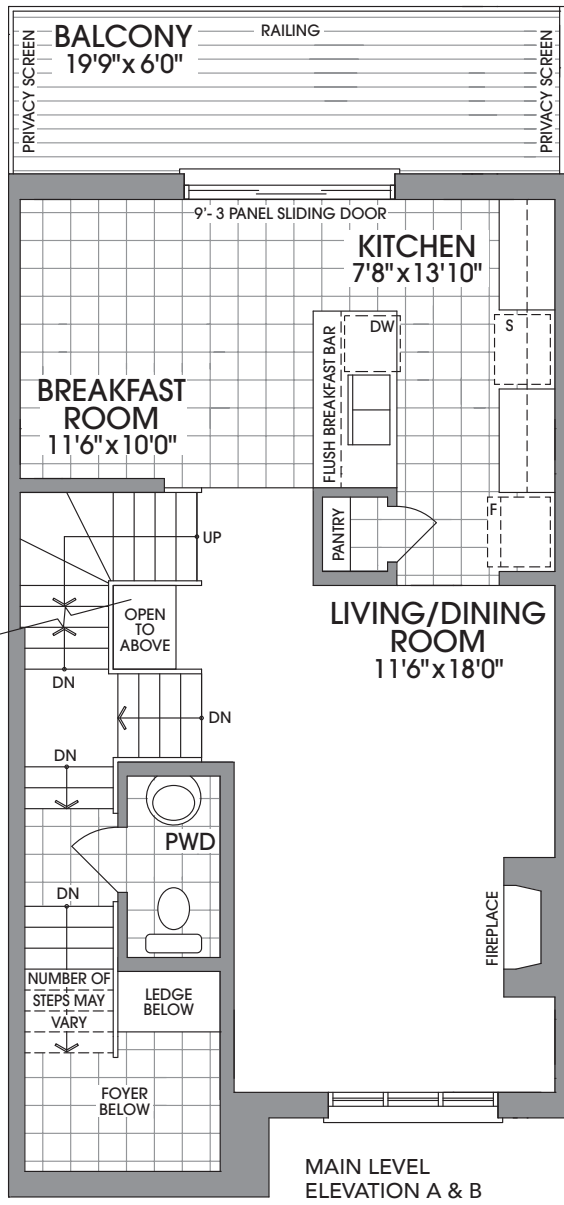 BALCONY
19'9" x 6'0"
RAILING
PRIVACY SCREEN
PRIVACY SCREEN
9'- 3 PANEL SLIDING DOOR
KITCHEN
7'8" x 13'10"
DW
S
FLUSH BREAKFAST BAR
BREAKFAST
ROOM
11'6" x 10'0"
F
PANTRY
UP
OPEN
TO
ABOVE
LIVING/DINING
ROOM
11'6" x 18'0"
DN
DN
DN
PWD
DN
FIREPLACE
NUMBER OF
STEPS MAY
VARY
LEDGE
BELOW
FOYER
BELOW
MAIN LEVEL
ELEVATION A & B